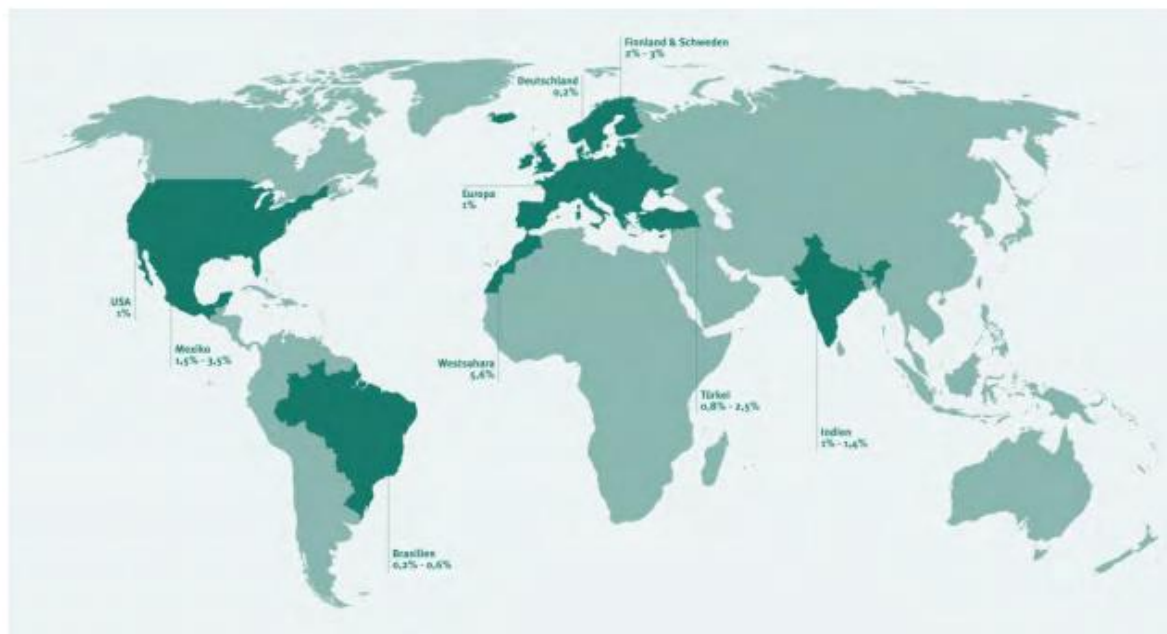 Finnland & Schweden
2% - 3%
Deutschland
0,2%
Europa
1%
USA
1%
Mexiko
1,5% - 3,5%
Westsahara
5,6%
Türkei
0,8% - 2,5%
Indien
1% - 1,4%
Brasilien
0,2% - 0,6%